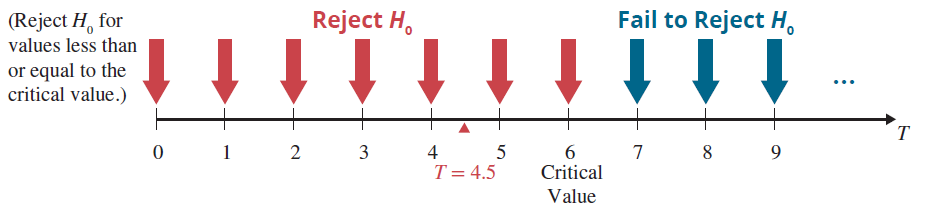 (Reject H₀ for
values less than
or equal to the
critical value.)
Reject H₀
Fail to Reject H₀
...
T
0 1 2 3 4 5 6 7 8 9
T = 4.5
Critical
Value